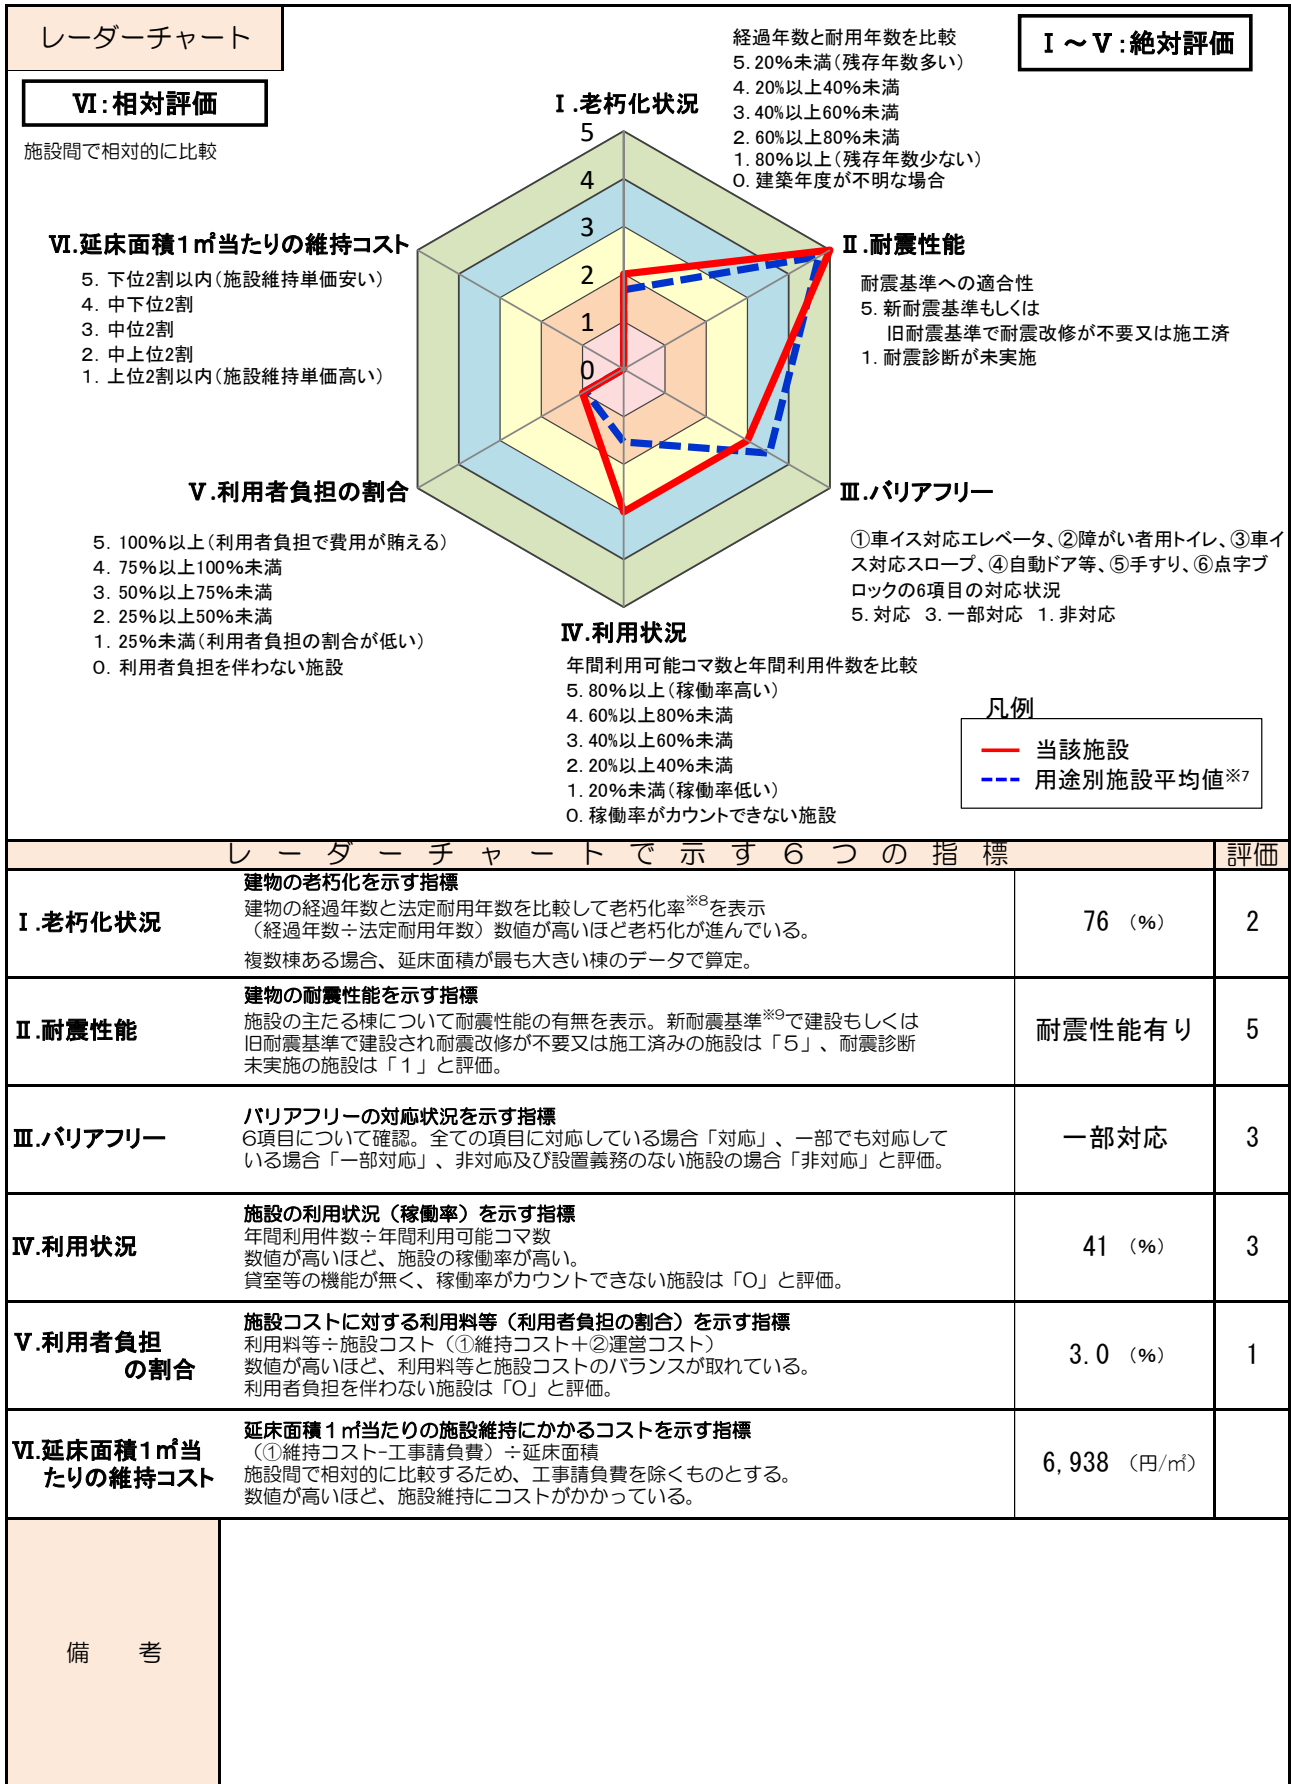 レーダーチャート
Ⅰ～Ⅴ:絶対評価
Ⅵ:相対評価
施設間で相対的に比較
Ⅰ.老朽化状況
経過年数と耐用年数を比較
5.20%未満(残存年数多い)
4.20%以上40%未満
3.40%以上60%未満
2.60%以上80%未満
1.80%以上(残存年数少ない)
0.建築年度が不明な場合
5
4
3
2
1
0
Ⅱ.耐震性能
耐震基準への適合性
5.新耐震基準もしくは
旧耐震基準で耐震改修が不要又は施工済
1.耐震診断が未実施
Ⅵ.延床面積1㎡当たりの維持コスト
5.下位2割以内(施設維持単価安い)
4.中下位2割
3.中位2割
2.中上位2割
1.上位2割以内(施設維持単価高い)
Ⅲ.バリアフリー
①車イス対応エレベータ、②障がい者用トイレ、③車イ
ス対応スロープ、④自動ドア等、⑤手すり、⑥点字ブ
ロックの6項目の対応状況
5.対応 3.一部対応 1.非対応
Ⅴ.利用者負担の割合
5.100%以上(利用者負担で費用が賄える)
4.75%以上100%未満
3.50%以上75%未満
2.25%以上50%未満
1.25%未満(利用者負担の割合が低い)
0.利用者負担を伴わない施設
Ⅳ.利用状況
年間利用可能コマ数と年間利用件数を比較
5.80%以上(稼働率高い)
4.60%以上80%未満
3.40%以上60%未満
2.20%以上40%未満
1.20%未満(稼働率低い)
0.稼働率がカウントできない施設
凡例
当該施設
用途別施設平均値※7
レーダーチャートで示す6つの指標 評価
Ⅰ.老朽化状況
建物の老朽化を示す指標
建物の経過年数と法定耐用年数を比較して老朽化率※8を表示
（経過年数÷法定耐用年数）数値が高いほど老朽化が進んでいる。
複数棟ある場合、延床面積が最も大きい棟のデータで算定。
76 (%) 2
Ⅱ.耐震性能
建物の耐震性能を示す指標
施設の主たる棟について耐震性能の有無を表示。新耐震基準※9で建設もしくは
旧耐震基準で建設され耐震改修が不要又は施工済みの施設は「５」、耐震診断
未実施の施設は「１」と評価。
耐震性能有り 5
Ⅲ.バリアフリー
バリアフリーの対応状況を示す指標
6項目について確認。全ての項目に対応している場合「対応」、一部でも対応して
いる場合「一部対応」、非対応及び設置義務のない施設の場合「非対応」と評価。
一部対応 3
Ⅳ.利用状況
施設の利用状況（稼働率）を示す指標
年間利用件数÷年間利用可能コマ数
数値が高いほど、施設の稼働率が高い。
貸室等の機能が無く、稼働率がカウントできない施設は「0」と評価。
41 (%) 3
Ⅴ.利用者負担
の割合
施設コストに対する利用料等（利用者負担の割合）を示す指標
利用料等÷施設コスト（①維持コスト＋②運営コスト）
数値が高いほど、利用料等と施設コストのバランスが取れている。
利用者負担を伴わない施設は「0」と評価。
3.0 (%) 1
Ⅵ.延床面積1㎡当
たりの維持コスト
延床面積１㎡当たりの施設維持にかかるコストを示す指標
（①維持コスト-工事請負費）÷延床面積
施設間で相対的に比較するため、工事請負費を除くものとする。
数値が高いほど、施設維持にコストがかかっている。
6,938 （円/㎡）
備 考